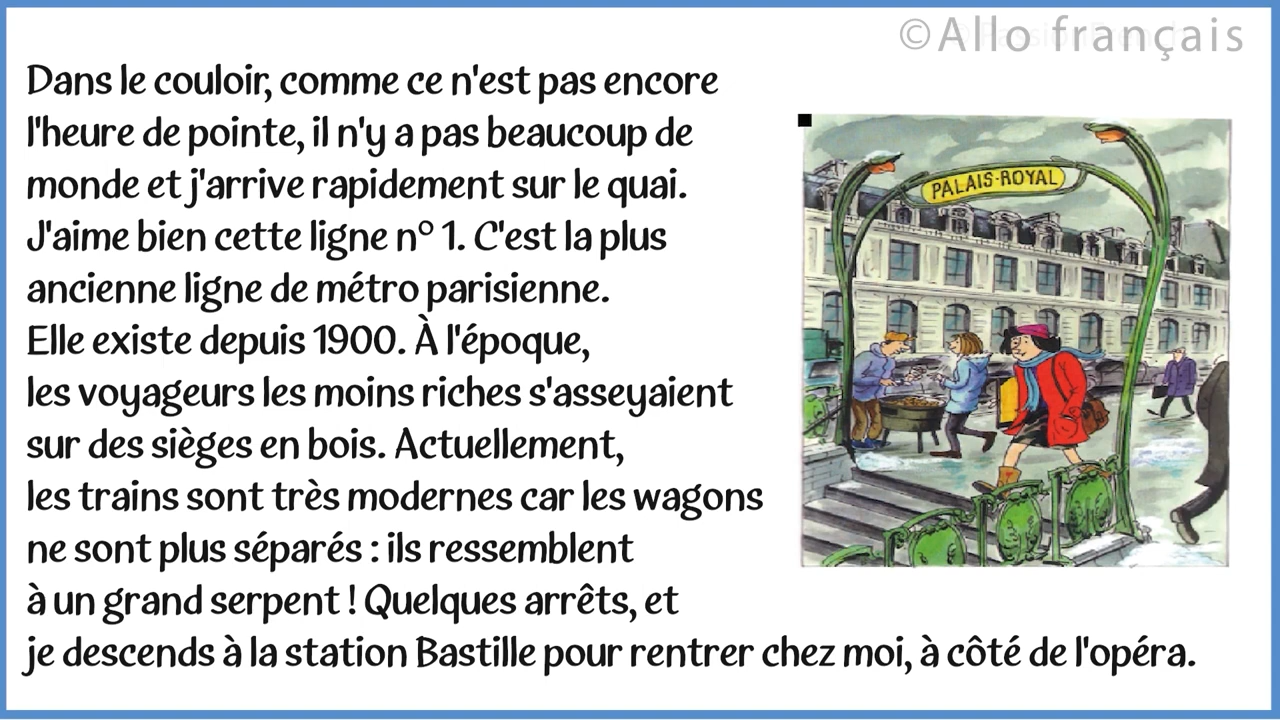 ©Allo français
Dans le couloir, comme ce n'est pas encore
l'heure de pointe, il n'y a pas beaucoup de
monde et j'arrive rapidement sur le quai.
J'aime bien cette ligne n° 1. C'est la plus
ancienne ligne de métro parisienne.
Elle existe depuis 1900. À l'époque,
les voyageurs les moins riches s'asseyaient
sur des sièges en bois. Actuellement,
les trains sont très modernes car les wagons
ne sont plus séparés : ils ressemblent
à un grand serpent ! Quelques arrêts, et
je descends à la station Bastille pour rentrer chez moi, à côté de l'opéra.
PALAIS-ROYAL